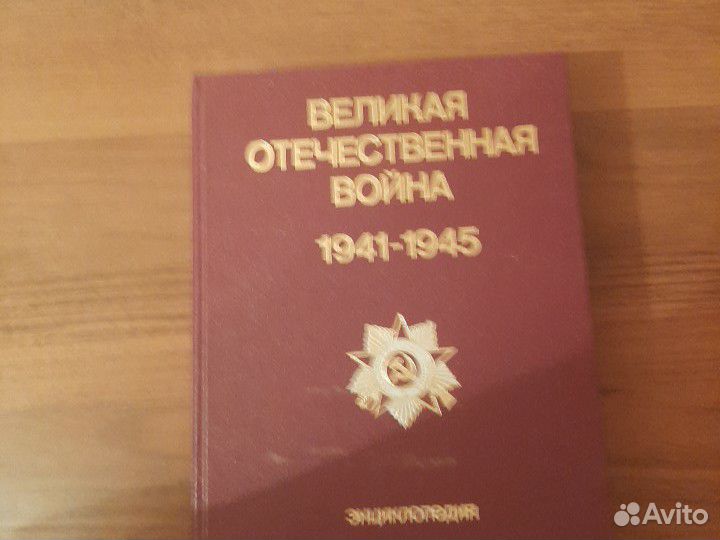 ВЕЛИКАЯ
ОТЕЧЕСТВЕННАЯ
ВОЙНА
1941-1945
ЭНЦИКЛОПЕДИЯ
Avito